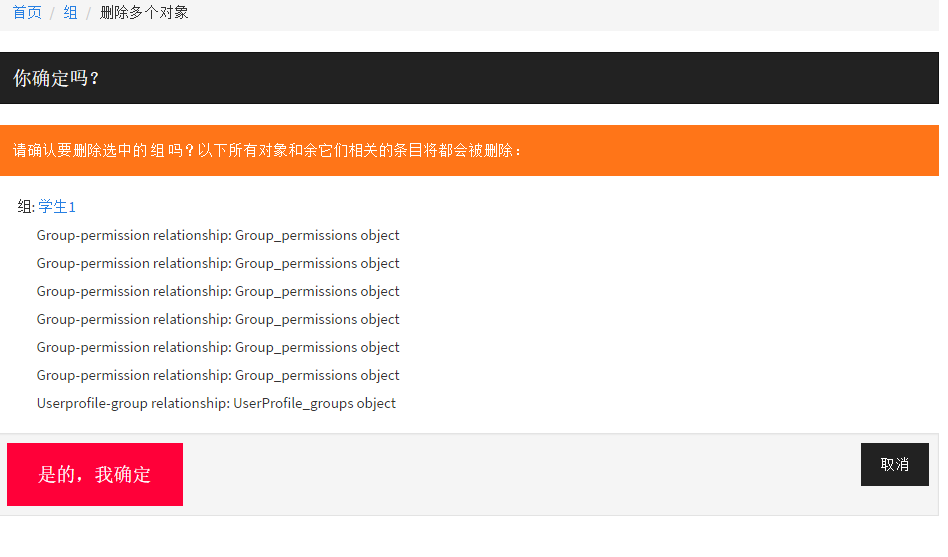 首页 / 组 / 删除多个对象
你确定吗？
请确认要删除选中的 组 吗？以下所有对象和余它们相关的条目将都会被删除：
组: 学生1
Group-permission relationship: Group_permissions object
Group-permission relationship: Group_permissions object
Group-permission relationship: Group_permissions object
Group-permission relationship: Group_permissions object
Group-permission relationship: Group_permissions object
Group-permission relationship: Group_permissions object
Userprofile-group relationship: UserProfile_groups object
是的，我确定
取消